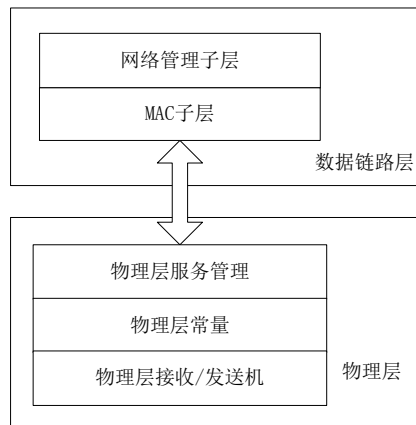 网络管理子层
MAC子层
数据链路层
物理层服务管理
物理层常量
物理层接收/发送机
物理层